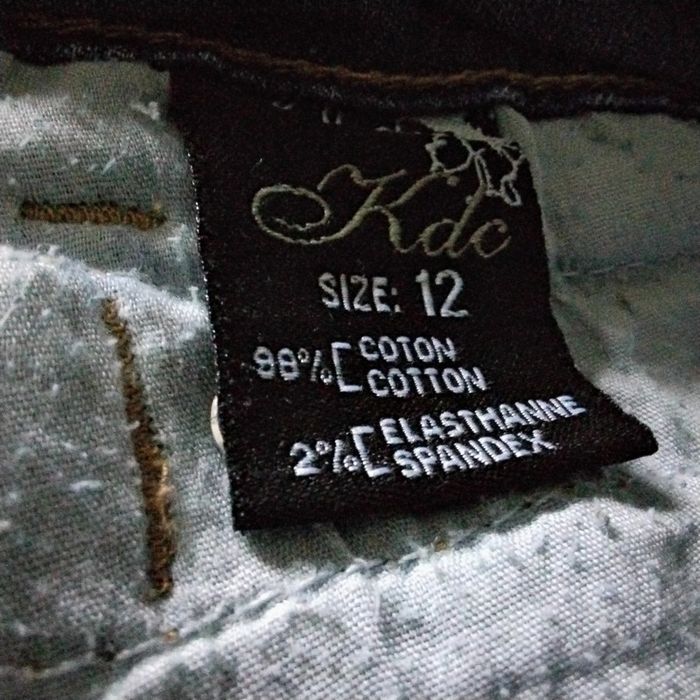 Kdc
SIZE: 12
98% [ COTON
COTTON
2% [ ELASTHANNE
SPANDEX